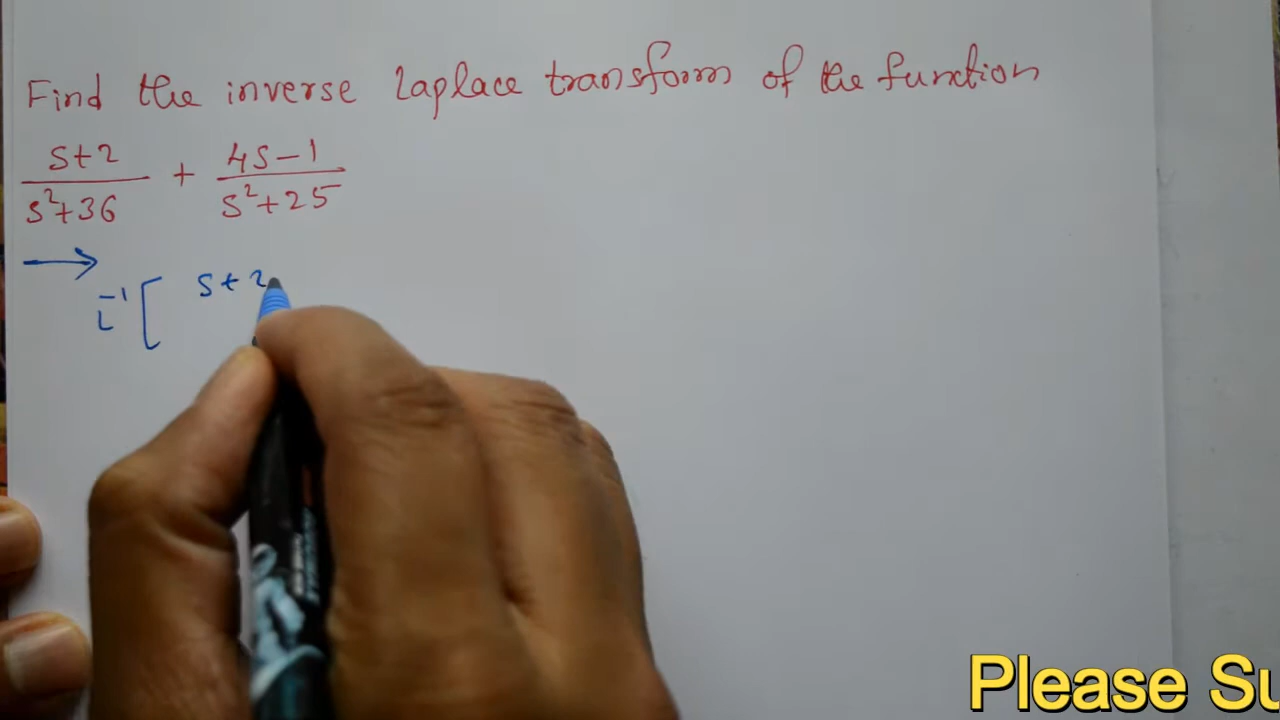 Find the inverse Laplace transform of the function
s+2/s²+36 + 4s-1/s²+25
→
L⁻¹[ s+2
Please Su